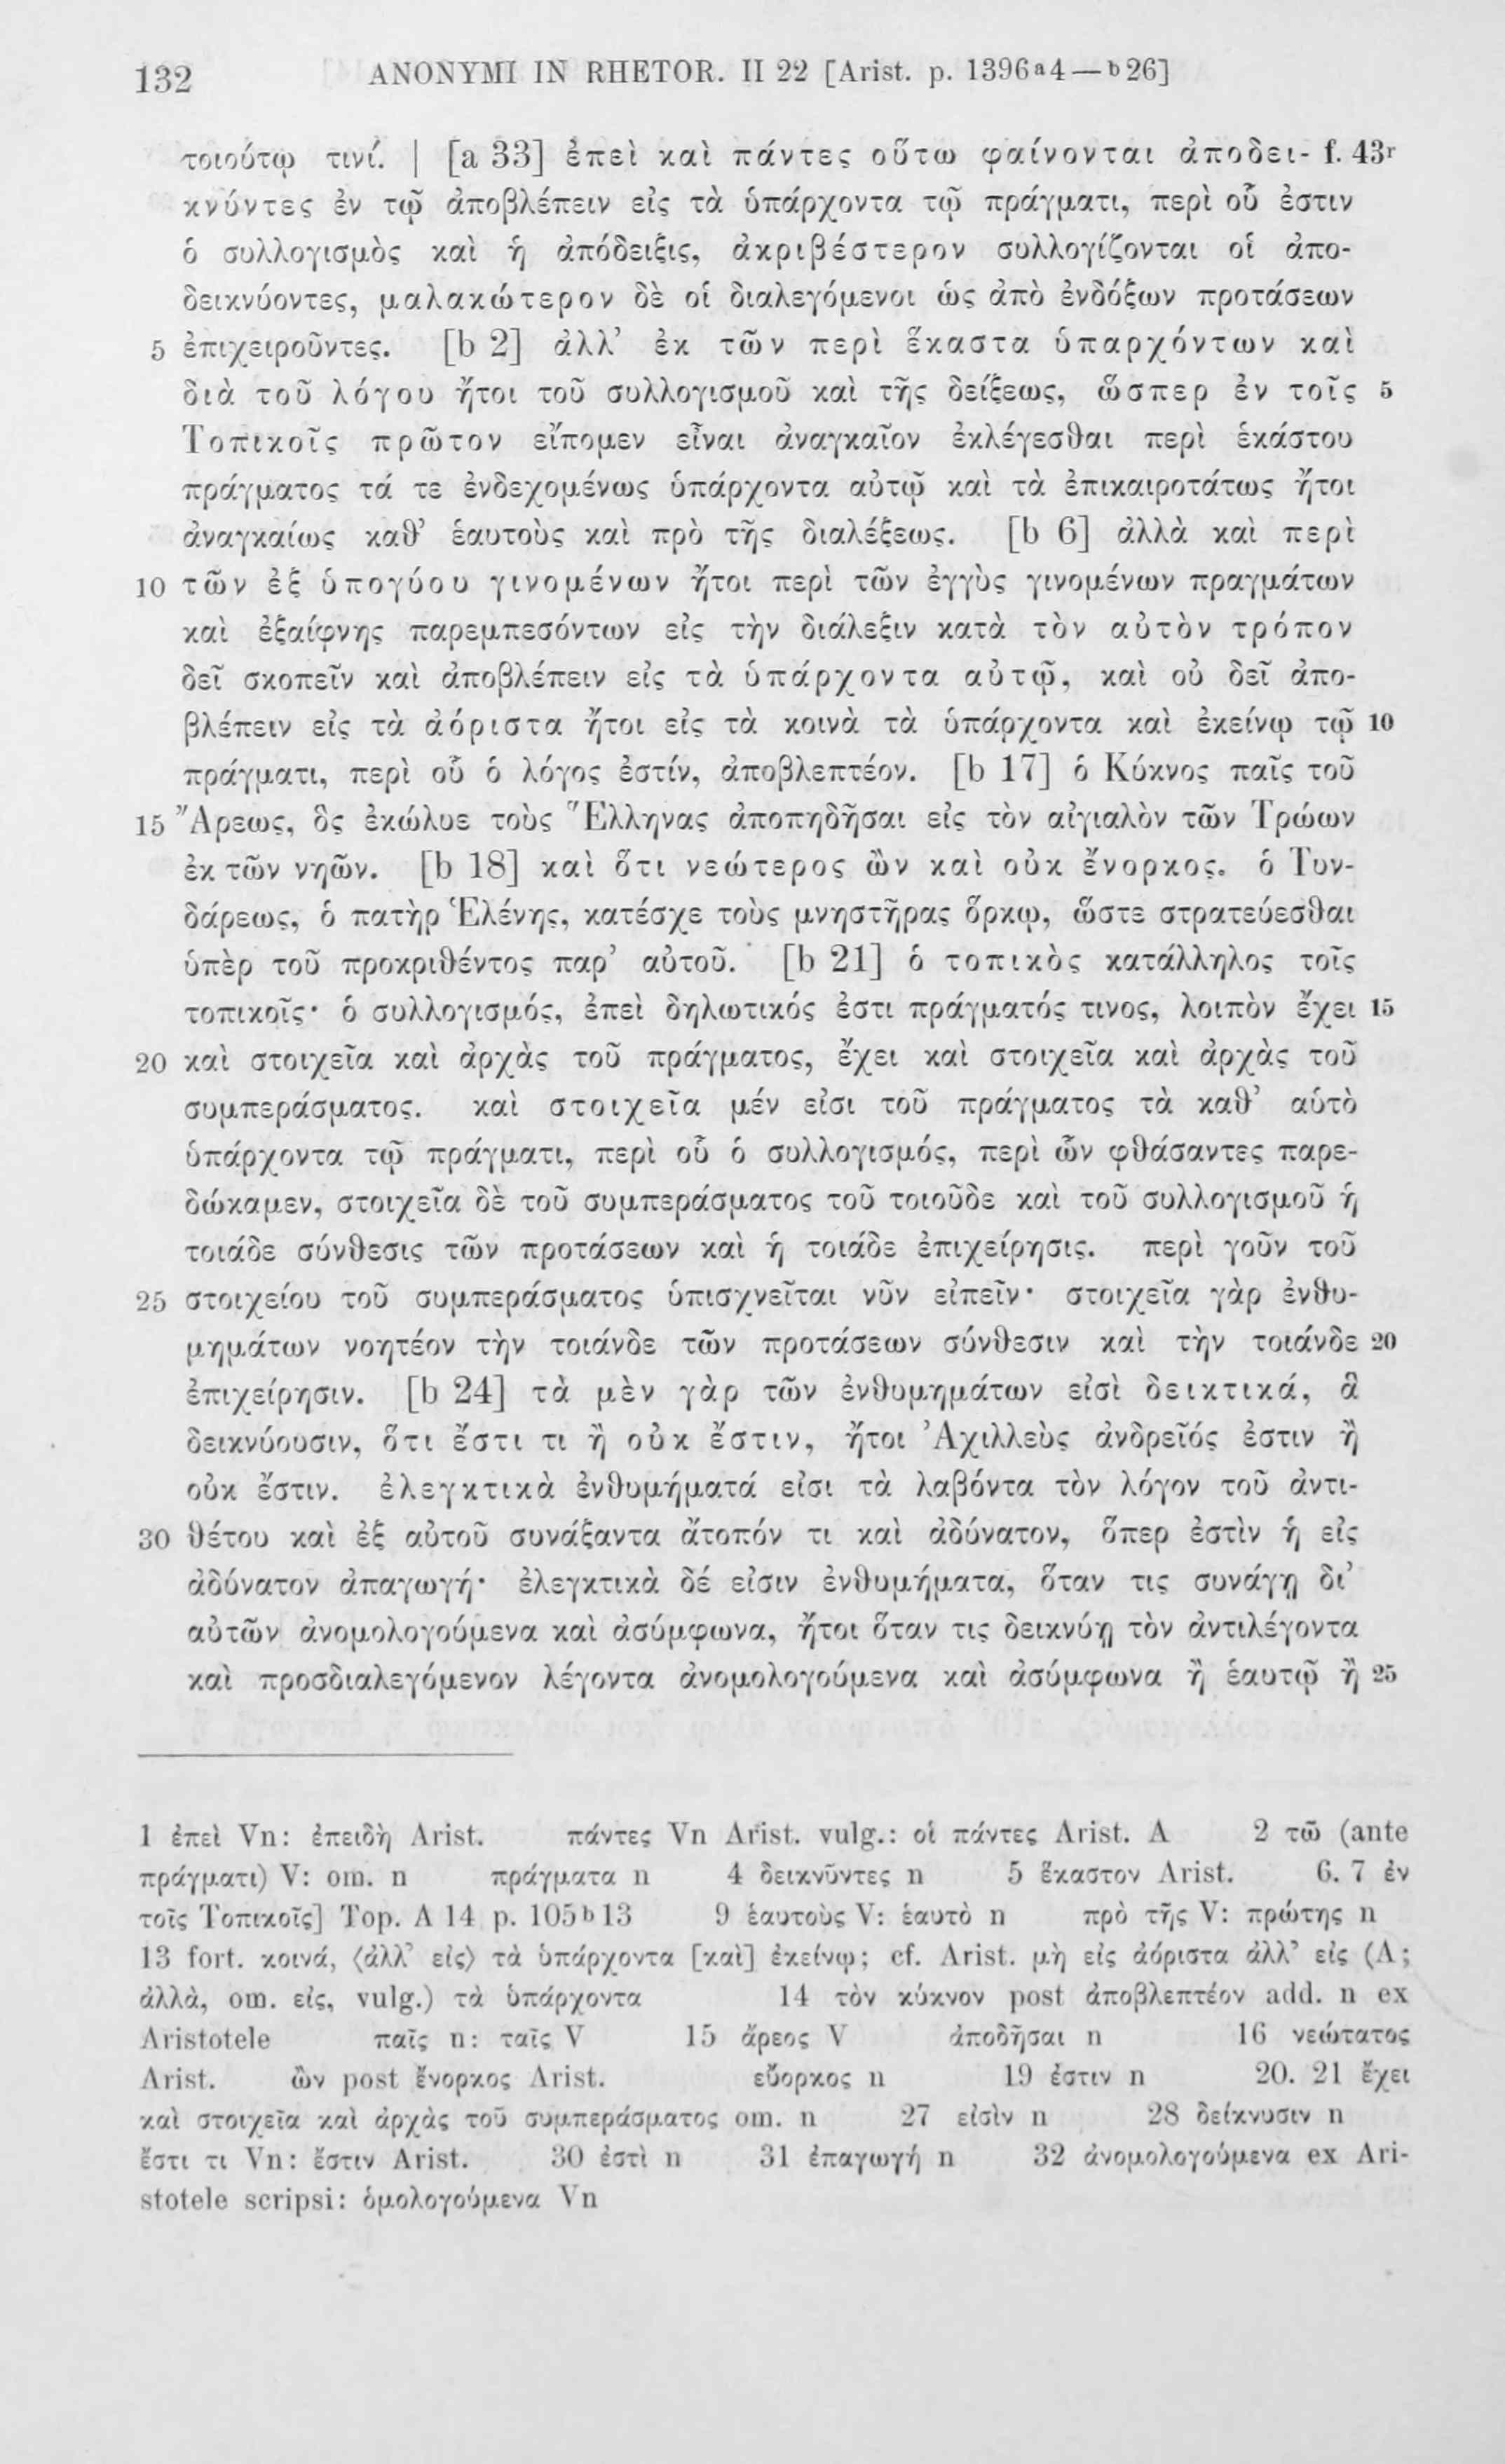 132 ANONYMI IN RHETOR. II 22 [Arist. p. 1396ᵃ4—ᵇ26]
τοιούτῳ τινί. | [a 33] ἐπεὶ καὶ πάντες οὕτω φαίνονται ἀποδει- f. 43ʳ
κνύντες ἐν τῷ ἀποβλέπειν εἰς τὰ ὑπάρχοντα τῷ πράγματι, περὶ οὗ ἐστιν
ὁ συλλογισμὸς καὶ ἡ ἀπόδειξις, ἀκριβέστερον συλλογίζονται οἱ ἀπο-
δεικνύοντες, μαλακώτερον δὲ οἱ διαλεγόμενοι ὡς ἀπὸ ἐνδόξων προτάσεων
5 ἐπιχειροῦντες. [b 2] ἀλλ’ ἐκ τῶν περὶ ἕκαστα ὑπαρχόντων καὶ
διὰ τοῦ λόγου ἤτοι τοῦ συλλογισμοῦ καὶ τῆς δείξεως, ὥσπερ ἐν τοῖς 5
Τοπικοῖς πρῶτον εἴπομεν εἶναι ἀναγκαῖον ἐκλέγεσθαι περὶ ἑκάστου
πράγματος τά τε ἐνδεχομένως ὑπάρχοντα αὐτῷ καὶ τὰ ἐπικαιροτάτως ἤτοι
ἀναγκαίως καθ’ ἑαυτοὺς καὶ πρὸ τῆς διαλέξεως. [b 6] ἀλλὰ καὶ περὶ
10 τῶν ἐξ ὑπογύου γινομένων ἤτοι περὶ τῶν ἐγγὺς γινομένων πραγμάτων
καὶ ἐξαίφνης παρεμπεσόντων εἰς τὴν διάλεξιν κατὰ τὸν αὐτὸν τρόπον
δεῖ σκοπεῖν καὶ ἀποβλέπειν εἰς τὰ ὑπάρχοντα αὐτῷ, καὶ οὐ δεῖ ἀπο-
βλέπειν εἰς τὰ ἀόριστα ἤτοι εἰς τὰ κοινὰ τὰ ὑπάρχοντα καὶ ἐκείνῳ τῷ 10
πράγματι, περὶ οὗ ὁ λόγος ἐστίν, ἀποβλεπτέον. [b 17] ὁ Κύκνος παῖς τοῦ
15 Ἄρεως, ὃς ἐκώλυε τοὺς Ἕλληνας ἀποπηδῆσαι εἰς τὸν αἰγιαλὸν τῶν Τρώων
ἐκ τῶν νηῶν. [b 18] καὶ ὅτι νεώτερος ὢν καὶ οὐκ ἔνορκος. ὁ Τυν-
δάρεως, ὁ πατὴρ Ἑλένης, κατέσχε τοὺς μνηστῆρας ὅρκῳ, ὥστε στρατεύεσθαι
ὑπὲρ τοῦ προκριθέντος παρ’ αὐτοῦ. [b 21] ὁ τοπικὸς κατάλληλος τοῖς
τοπικοῖς· ὁ συλλογισμός, ἐπεὶ δηλωτικός ἐστι πράγματός τινος, λοιπὸν ἔχει 15
20 καὶ στοιχεῖα καὶ ἀρχὰς τοῦ πράγματος, ἔχει καὶ στοιχεῖα καὶ ἀρχὰς τοῦ
συμπεράσματος. καὶ στοιχεῖα μέν εἰσι τοῦ πράγματος τὰ καθ’ αὑτὸ
ὑπάρχοντα τῷ πράγματι, περὶ οὗ ὁ συλλογισμός, περὶ ὧν φθάσαντες παρε-
δώκαμεν, στοιχεῖα δὲ τοῦ συμπεράσματος τοῦ τοιοῦδε καὶ τοῦ συλλογισμοῦ ἡ
τοιάδε σύνθεσις τῶν προτάσεων καὶ ἡ τοιάδε ἐπιχείρησις. περὶ γοῦν τοῦ
25 στοιχείου τοῦ συμπεράσματος ὑπισχνεῖται νῦν εἰπεῖν· στοιχεῖα γὰρ ἐνθυ-
μημάτων νοητέον τὴν τοιάνδε τῶν προτάσεων σύνθεσιν καὶ τὴν τοιάνδε 20
ἐπιχείρησιν. [b 24] τὰ μὲν γὰρ τῶν ἐνθυμημάτων εἰσὶ δεικτικά, ἃ
δεικνύουσιν, ὅτι ἔστι τι ἢ οὐκ ἔστιν, ἤτοι Ἀχιλλεὺς ἀνδρεῖός ἐστιν ἢ
οὐκ ἔστιν. ἐλεγκτικὰ ἐνθυμήματά εἰσι τὰ λαβόντα τὸν λόγον τοῦ ἀντι-
30 θέτου καὶ ἐξ αὐτοῦ συνάξαντα ἄτοπόν τι καὶ ἀδύνατον, ὅπερ ἐστὶν ἡ εἰς
ἀδύνατον ἀπαγωγή· ἐλεγκτικὰ δέ εἰσιν ἐνθυμήματα, ὅταν τις συνάγῃ δι’
αὐτῶν ἀνομολογούμενα καὶ ἀσύμφωνα, ἤτοι ὅταν τις δεικνύῃ τὸν ἀντιλέγοντα
καὶ προσδιαλεγόμενον λέγοντα ἀνομολογούμενα καὶ ἀσύμφωνα ἢ ἑαυτῷ ἢ 25
1 ἐπεὶ Vn: ἐπειδὴ Arist. πάντες Vn Arist. vulg.: οἱ πάντες Arist. A 2 τῶ (ante
πράγματι) V: om. n πράγματα n 4 δεικνῦντες n 5 ἕκαστον Arist. 6. 7 ἐν
τοῖς Τοπικοῖς] Top. A 14 p. 105ᵇ13 9 ἑαυτοὺς V: ἑαυτὸ n πρὸ τῆς V: πρώτης n
13 fort. κοινά, ⟨ἀλλ’ εἰς⟩ τὰ ὑπάρχοντα [καὶ] ἐκείνῳ; cf. Arist. μὴ εἰς ἀόριστα ἀλλ’ εἰς (A;
ἀλλὰ, om. εἰς, vulg.) τὰ ὑπάρχοντα 14 τὸν κύκνον post ἀποβλεπτέον add. n ex
Aristotele παῖς n: ταῖς V 15 ἄρεος V ἀποδῆσαι n 16 νεώτατος
Arist. ὢν post ἔνορκος Arist. εὔορκος n 19 ἐστιν n 20. 21 ἔχει
καὶ στοιχεῖα καὶ ἀρχὰς τοῦ συμπεράσματος om. n 27 εἰσὶν n 28 δείκνυσιν n
ἔστι τι Vn: ἔστιν Arist. 30 ἐστὶ n 31 ἐπαγωγή n 32 ἀνομολογούμενα ex Ari-
stotele scripsi: ὁμολογούμενα Vn